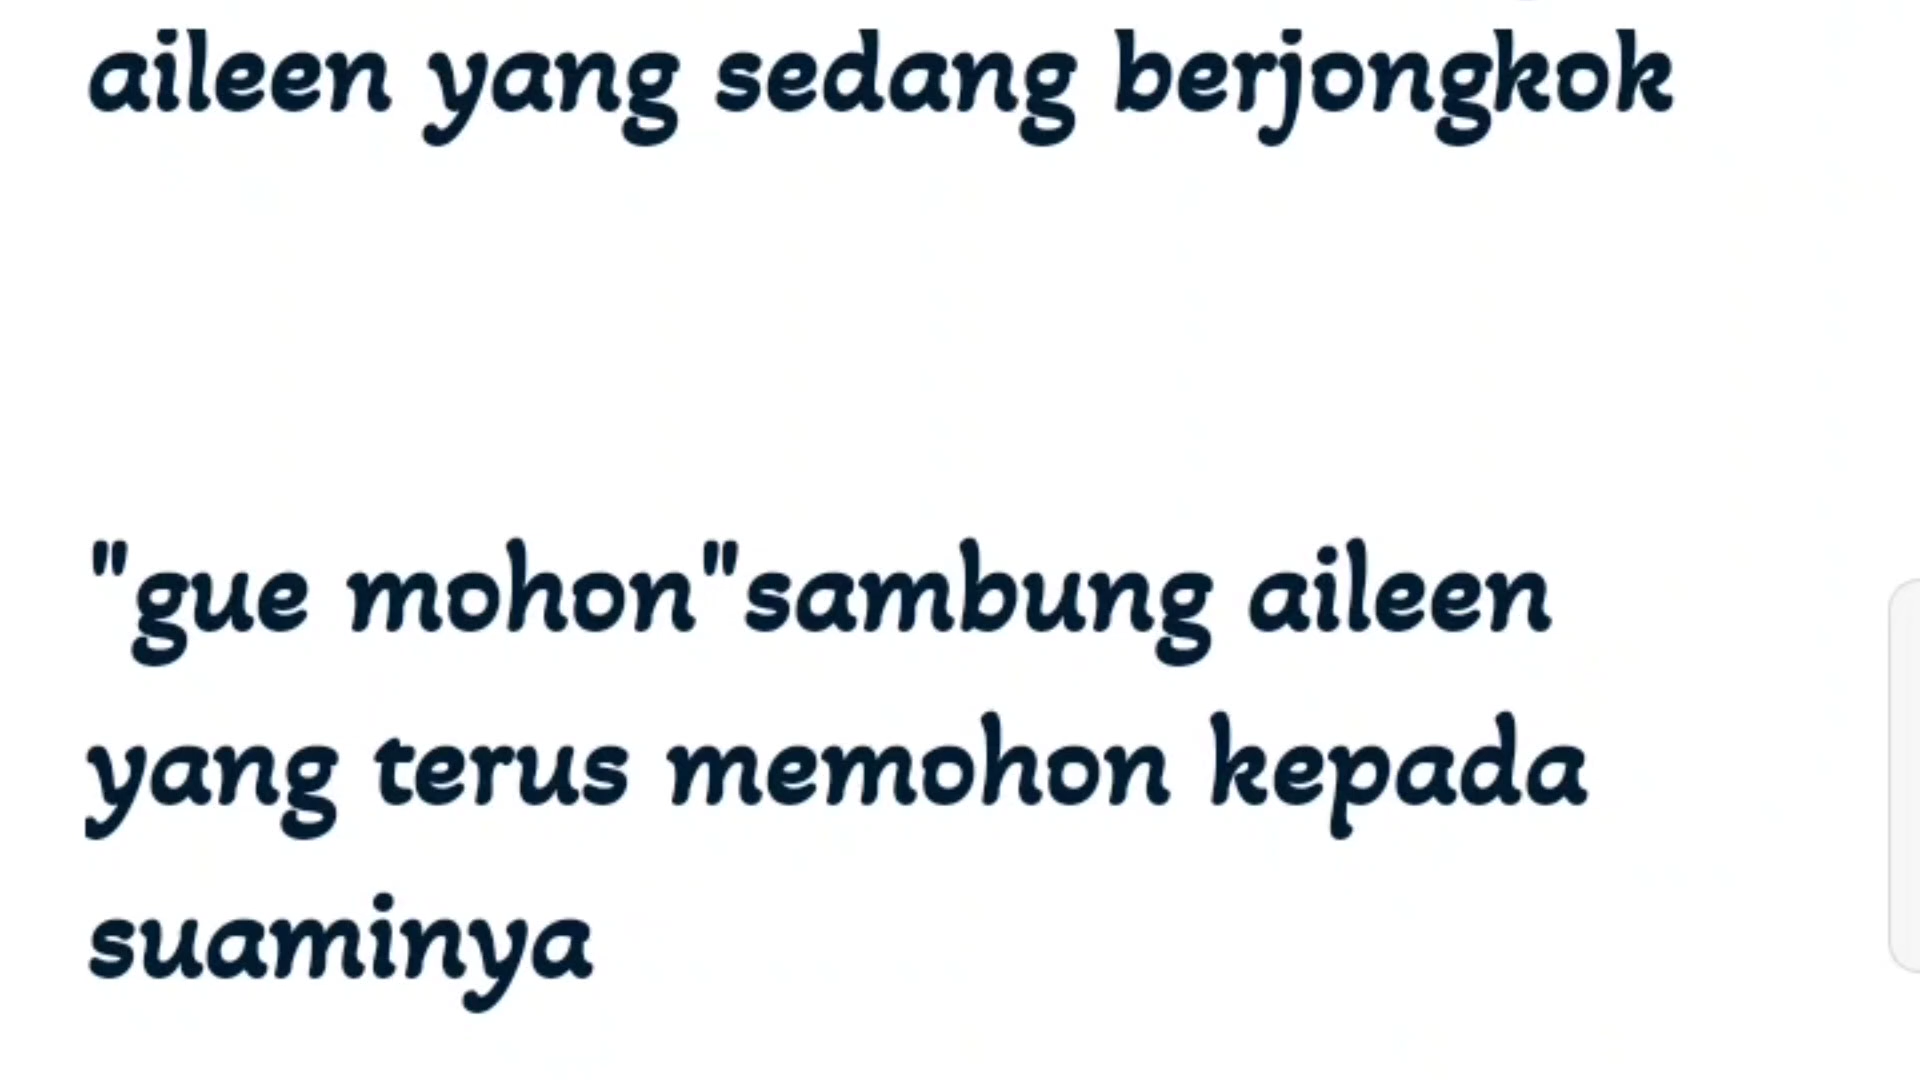 aileen yang sedang berjongkok
"gue mohon"sambung aileen
yang terus memohon kepada
suaminya